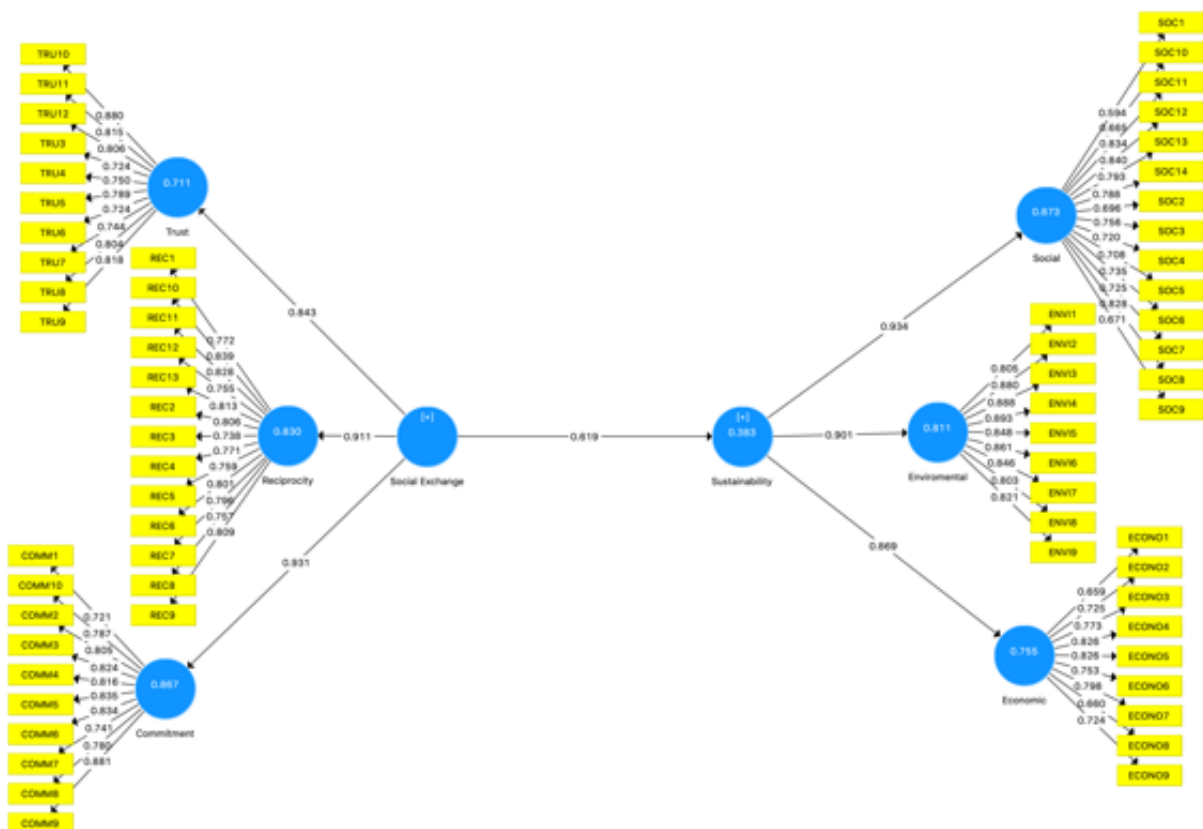 TRU10
TRU11
TRU12
TRU3
TRU4
TRU5
TRU6
TRU7
TRU8
TRU9
0.880
0.815
0.806
0.724
0.750
0.789
0.724
0.744
0.804
0.818
0.711
Trust
REC1
REC10
REC11
REC12
REC13
REC2
REC3
REC4
REC5
REC6
REC7
REC8
REC9
0.772
0.839
0.828
0.755
0.813
0.806
0.738
0.771
0.759
0.801
0.796
0.757
0.809
0.830
Reciprocity
COMM1
COMM10
COMM2
COMM3
COMM4
COMM5
COMM6
COMM7
COMM8
COMM9
0.721
0.787
0.805
0.824
0.816
0.835
0.834
0.741
0.780
0.881
0.867
Commitment
0.843
0.911
0.931
[+]
Social Exchange
0.619
[+]
0.383
Sustainability
0.934
0.901
0.869
0.873
Social
0.594
0.665
0.834
0.840
0.793
0.788
0.696
0.756
0.720
0.708
0.735
0.725
0.828
0.671
SOC1
SOC10
SOC11
SOC12
SOC13
SOC14
SOC2
SOC3
SOC4
SOC5
SOC6
SOC7
SOC8
SOC9
0.811
Enviromental
0.805
0.880
0.888
0.893
0.848
0.861
0.846
0.803
0.821
ENVI1
ENVI2
ENVI3
ENVI4
ENVI5
ENVI6
ENVI7
ENVI8
ENVI9
0.755
Economic
0.659
0.725
0.773
0.826
0.826
0.753
0.798
0.660
0.724
ECONO1
ECONO2
ECONO3
ECONO4
ECONO5
ECONO6
ECONO7
ECONO8
ECONO9